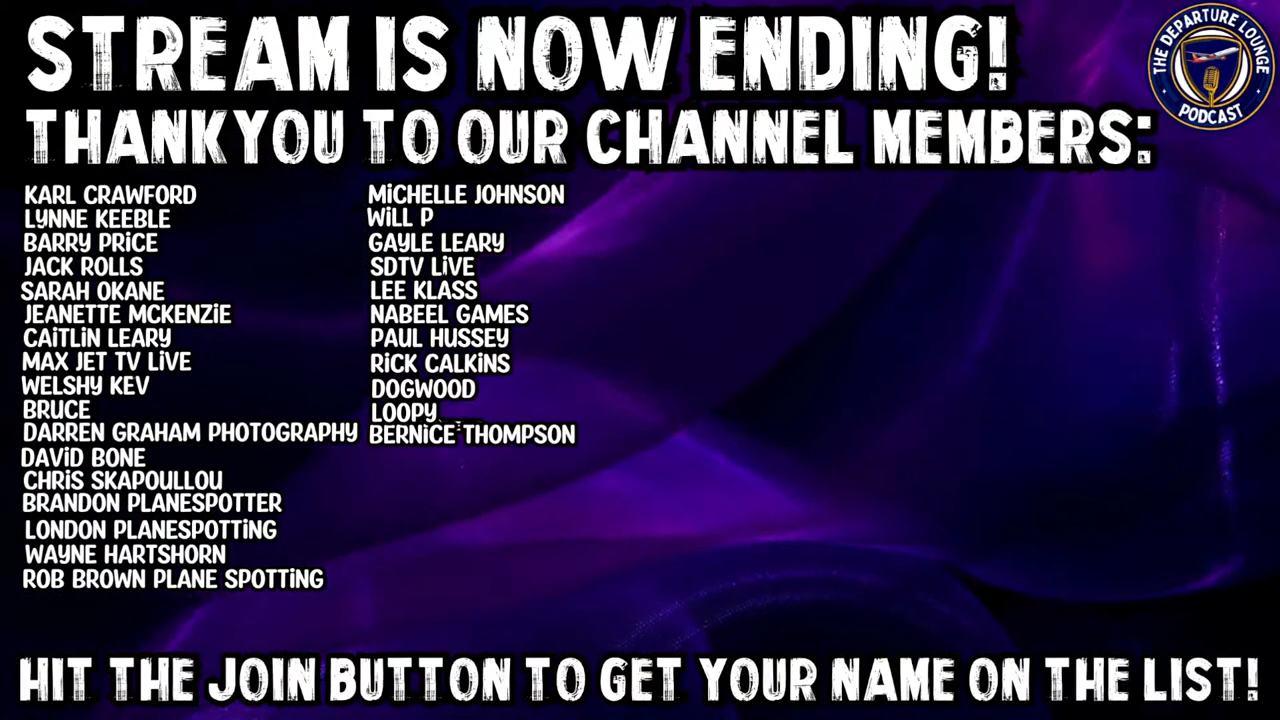 STREAM IS NOW ENDING!
THE DEPARTURE LOUNGE
PODCAST
THANKYOU TO OUR CHANNEL MEMBERS:
KARL CRAWFORD
LYNNE KEEBLE
BARRY PRiCE
JACK ROLLS
SARAH OKANE
JEANETTE MCKENZiE
CAiTLiN LEARY
MAX JET TV LiVE
WELSHY KEV
BRUCE
DARREN GRAHAM PHOTOGRAPHY
DAViD BONE
CHRiS SKAPOULLOU
BRANDON PLANESPOTTER
LONDON PLANESPOTTiNG
WAYNE HARTSHORN
ROB BROWN PLANE SPOTTiNG
MiCHELLE JOHNSON
WiLL P
GAYLE LEARY
SDTV LiVE
LEE KLASS
NABEEL GAMES
PAUL HUSSEY
RiCK CALKiNS
DOGWOOD
LOOPY
BERNiCE THOMPSON
HIT THE JOIN BUTTON TO GET YOUR NAME ON THE LIST!